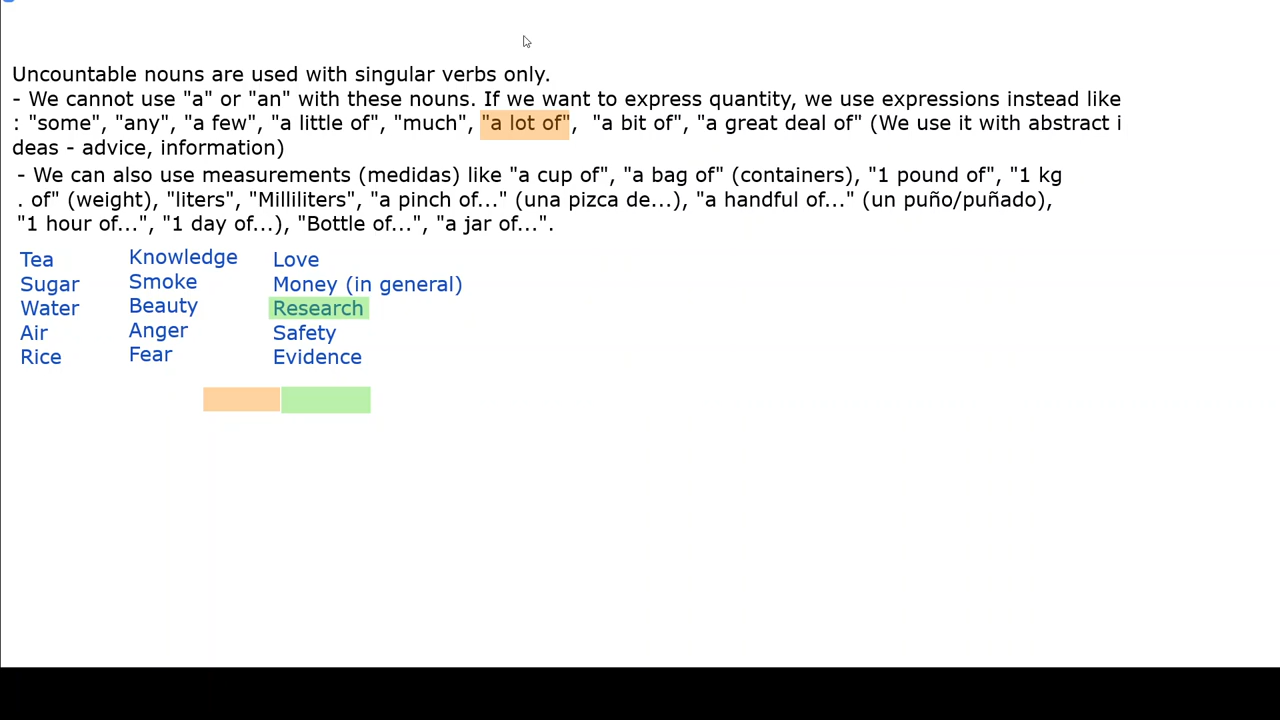 Uncountable nouns are used with singular verbs only.
- We cannot use "a" or "an" with these nouns. If we want to express quantity, we use expressions instead like
: "some", "any", "a few", "a little of", "much", "a lot of",  "a bit of", "a great deal of" (We use it with abstract i
deas - advice, information)
- We can also use measurements (medidas) like "a cup of", "a bag of" (containers), "1 pound of", "1 kg
. of" (weight), "liters", "Milliliters", "a pinch of..." (una pizca de...), "a handful of..." (un puño/puñado),
"1 hour of...", "1 day of...), "Bottle of...", "a jar of...".
Tea
Sugar
Water
Air
Rice
Knowledge
Smoke
Beauty
Anger
Fear
Love
Money (in general)
Research
Safety
Evidence